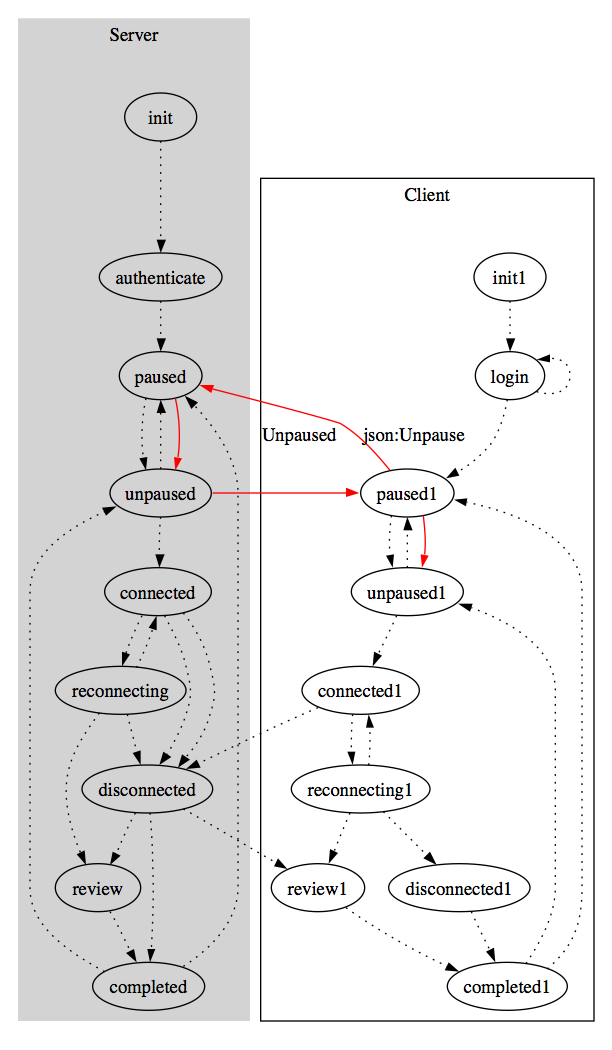 Server
init
Client
authenticate
init1
paused
login
Unpaused
json:Unpause
unpaused
paused1
connected
unpaused1
reconnecting
connected1
disconnected
reconnecting1
review
review1
disconnected1
completed
completed1